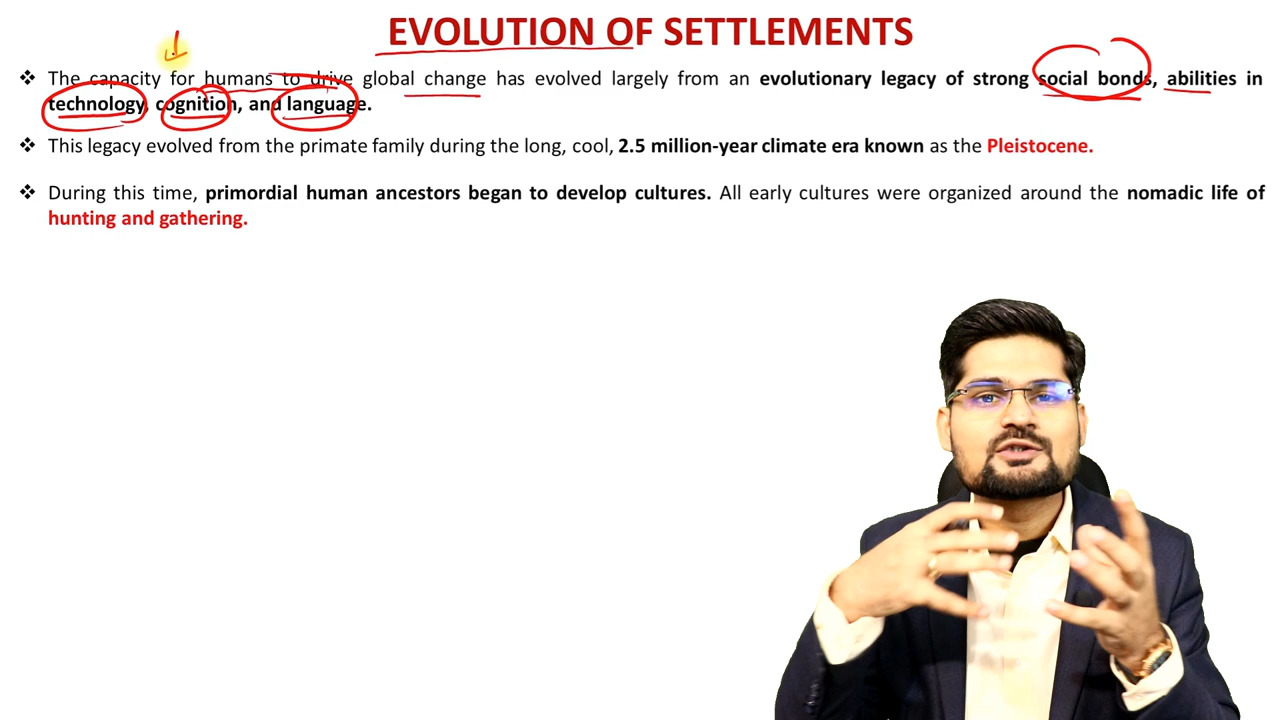 EVOLUTION OF SETTLEMENTS
❖ The capacity for humans to drive global change has evolved largely from an evolutionary legacy of strong social bonds, abilities in
technology, cognition, and language.
❖ This legacy evolved from the primate family during the long, cool, 2.5 million-year climate era known as the Pleistocene.
❖ During this time, primordial human ancestors began to develop cultures. All early cultures were organized around the nomadic life of
hunting and gathering.